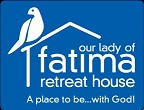 our lady of
fatima
retreat house
A place to be...with God!